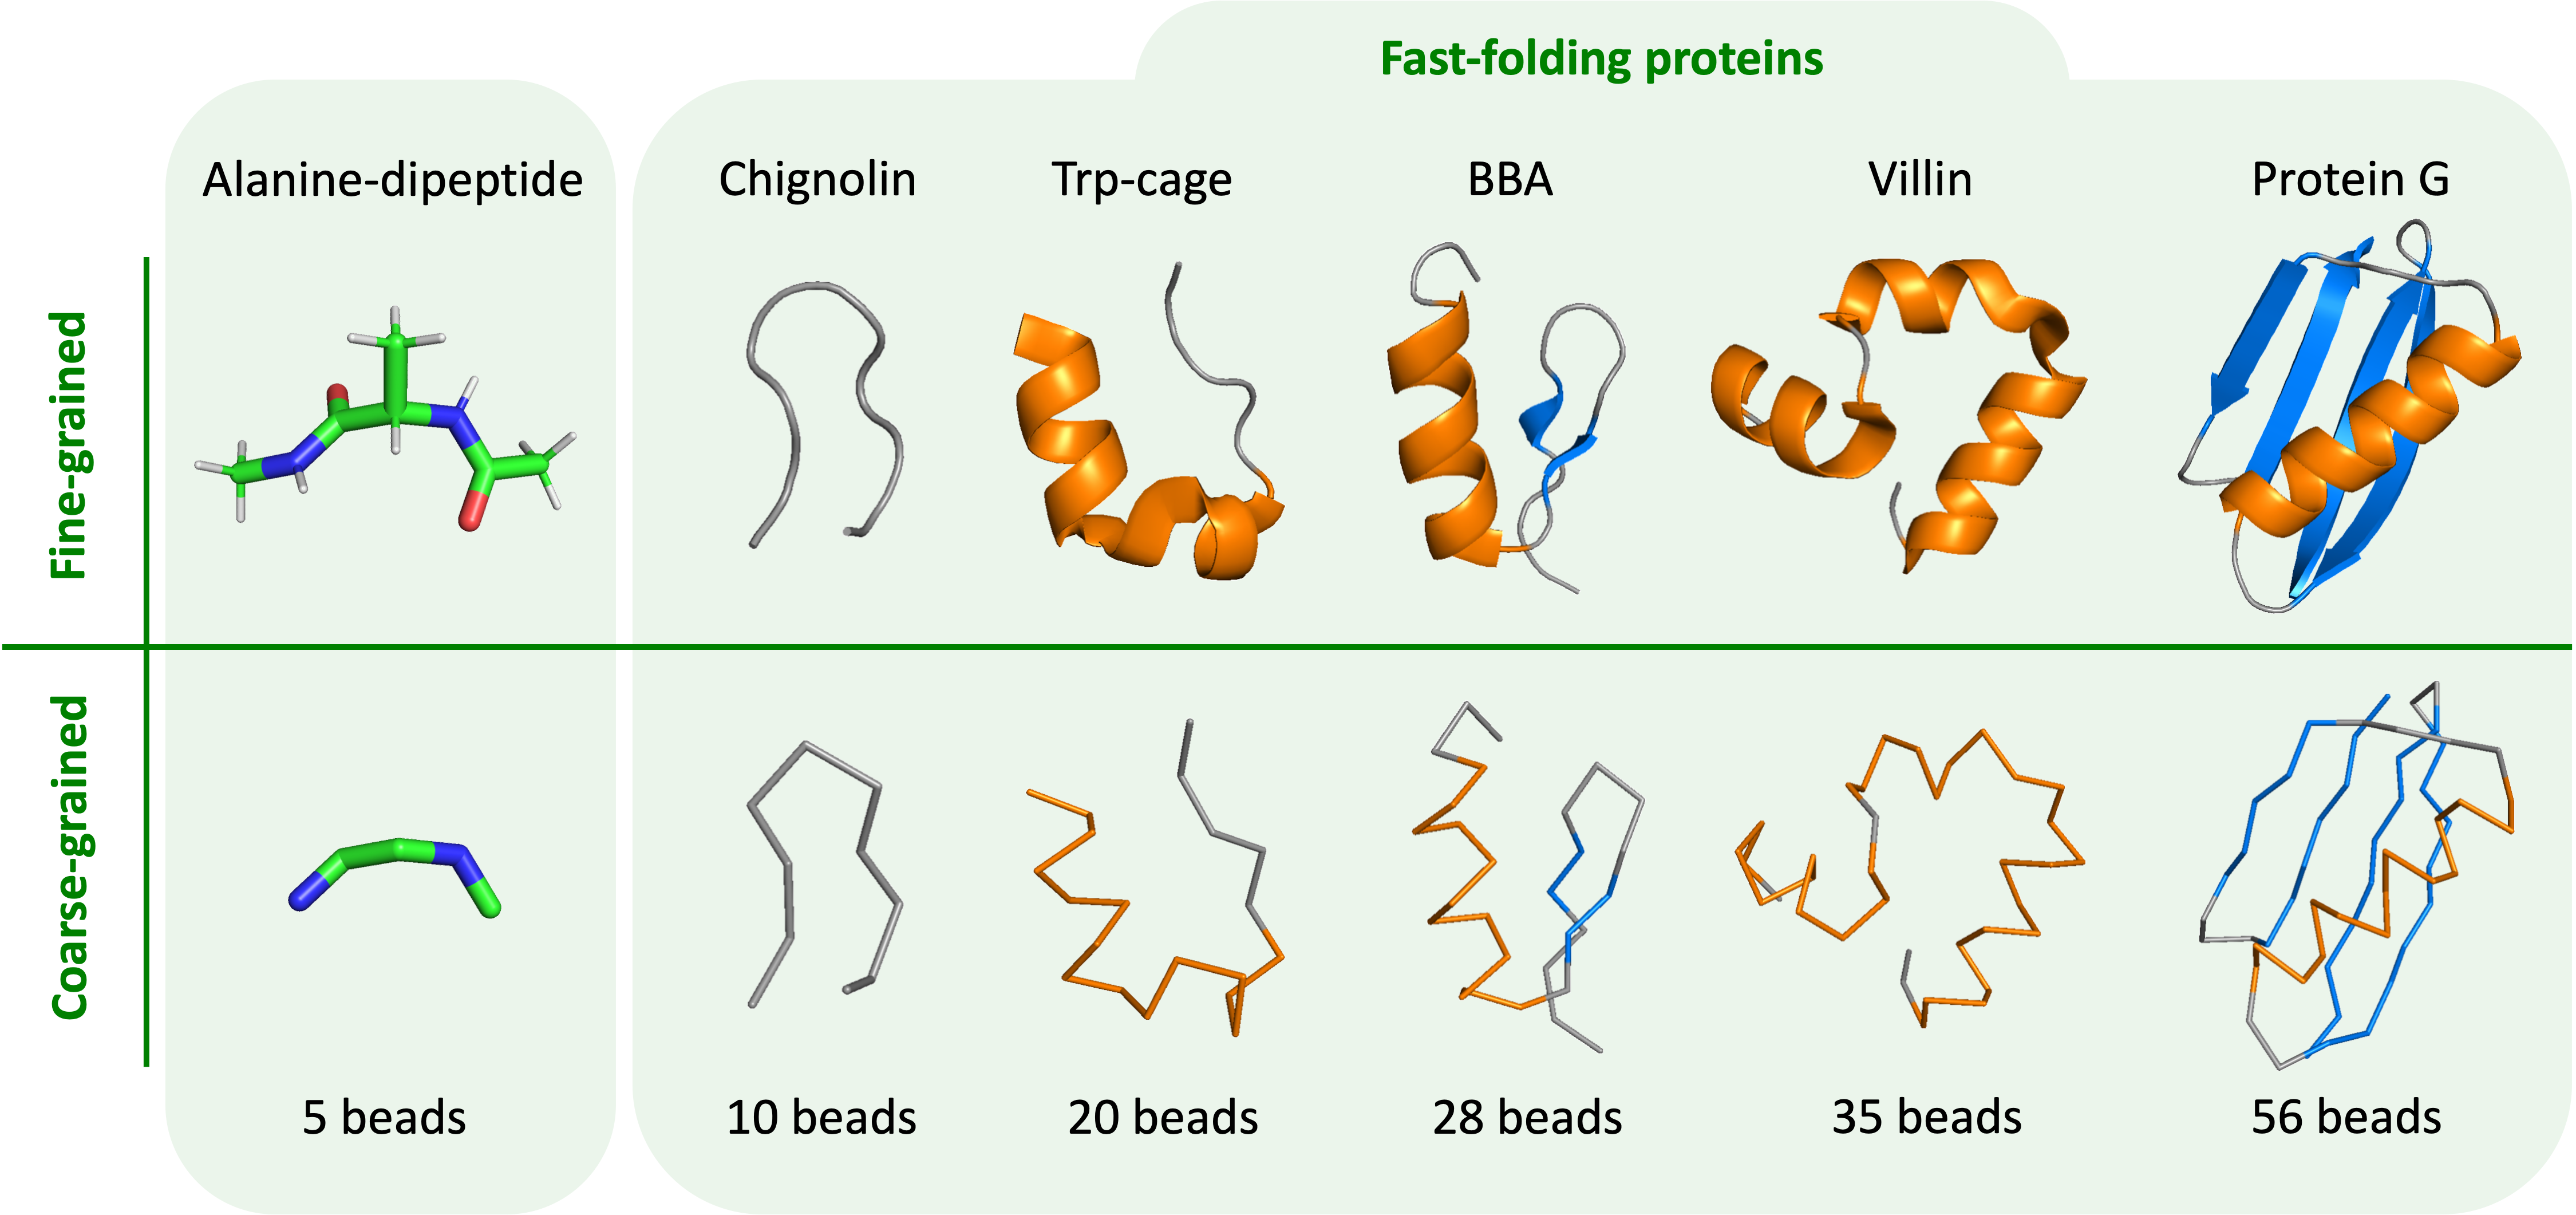 Fast-folding proteins
Alanine-dipeptide
Chignolin
Trp-cage
BBA
Villin
Protein G
Fine-grained
Coarse-grained
5 beads
10 beads
20 beads
28 beads
35 beads
56 beads